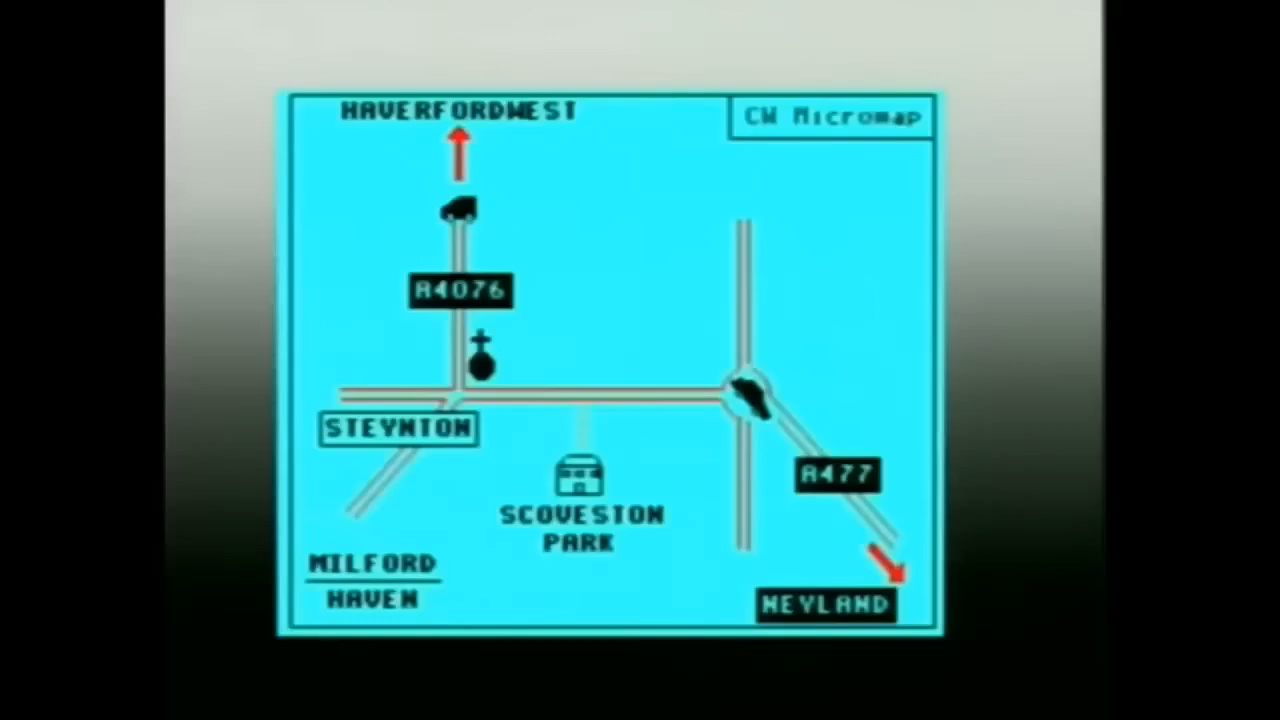 HAVERFORDWEST
CW Micromap
A4076
STEYNTON
A477
SCOVESTON
PARK
MILFORD
HAVEN
NEYLAND